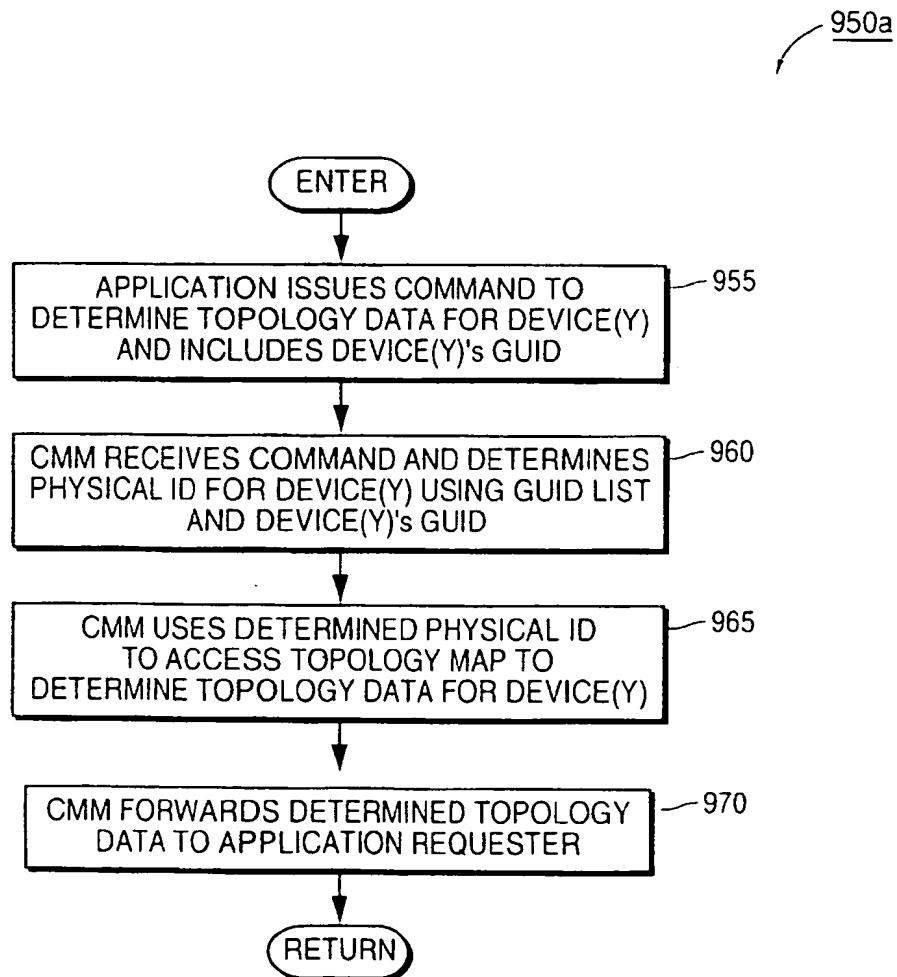 950a
ENTER
APPLICATION ISSUES COMMAND TO
DETERMINE TOPOLOGY DATA FOR DEVICE(Y)
AND INCLUDES DEVICE(Y)'s GUID
955
CMM RECEIVES COMMAND AND DETERMINES
PHYSICAL ID FOR DEVICE(Y) USING GUID LIST
AND DEVICE(Y)'s GUID
960
CMM USES DETERMINED PHYSICAL ID
TO ACCESS TOPOLOGY MAP TO
DETERMINE TOPOLOGY DATA FOR DEVICE(Y)
965
CMM FORWARDS DETERMINED TOPOLOGY
DATA TO APPLICATION REQUESTER
970
RETURN